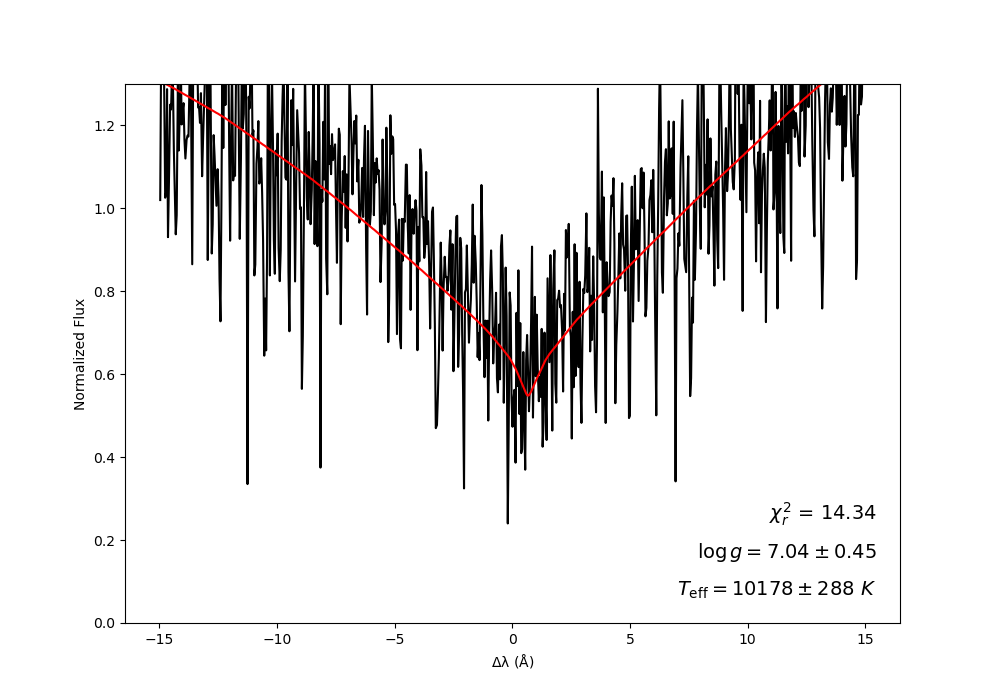 1.2
1.0
0.8
0.6
0.4
0.2
0.0
Normalized Flux
χ²ᵣ = 14.34
log g = 7.04 ± 0.45
T_eff = 10178 ± 288 K
−15 −10 −5 0 5 10 15
Δλ (Å)